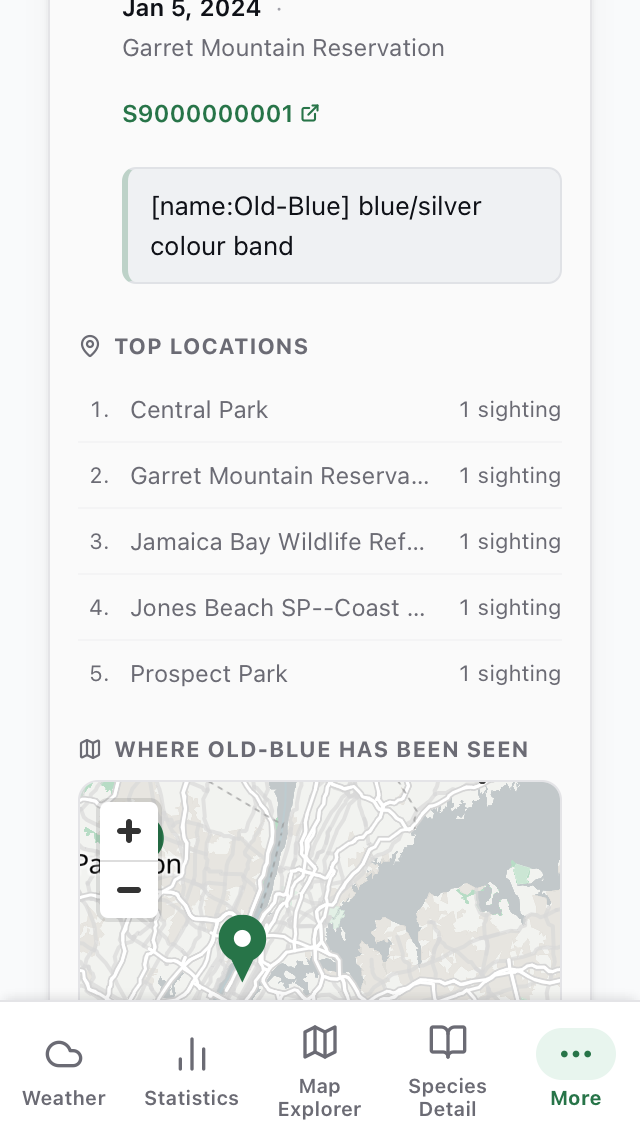 Jan 5, 2024 ·
Garret Mountain Reservation
S9000000001
[name:Old-Blue] blue/silver
colour band
TOP LOCATIONS
1. Central Park 1 sighting
2. Garret Mountain Reserva... 1 sighting
3. Jamaica Bay Wildlife Ref... 1 sighting
4. Jones Beach SP--Coast ... 1 sighting
5. Prospect Park 1 sighting
WHERE OLD-BLUE HAS BEEN SEEN
+
−
Weather
Statistics
Map
Explorer
Species
Detail
More